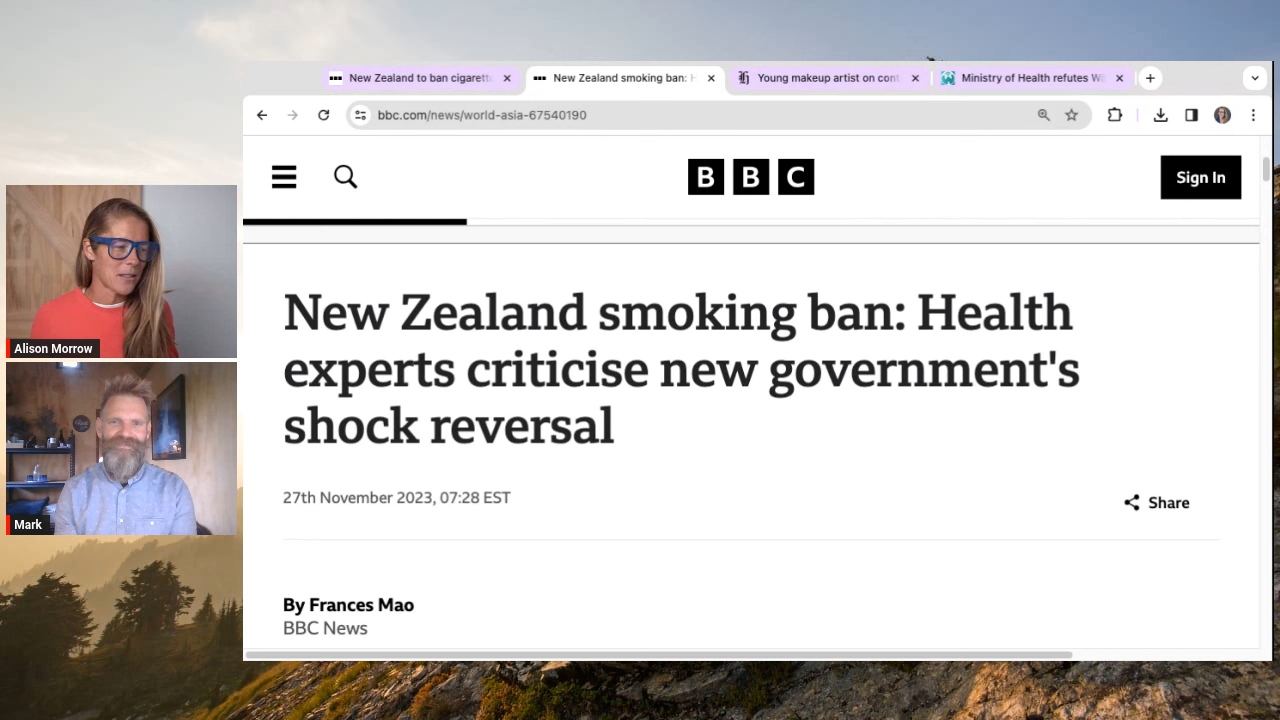 New Zealand to ban cigarett
New Zealand smoking ban: H
Young makeup artist on cont
Ministry of Health refutes Wi
bbc.com/news/world-asia-67540190
BBC
Sign In
New Zealand smoking ban: Health
experts criticise new government's
shock reversal
27th November 2023, 07:28 EST
Share
By Frances Mao
BBC News
Alison Morrow
Mark